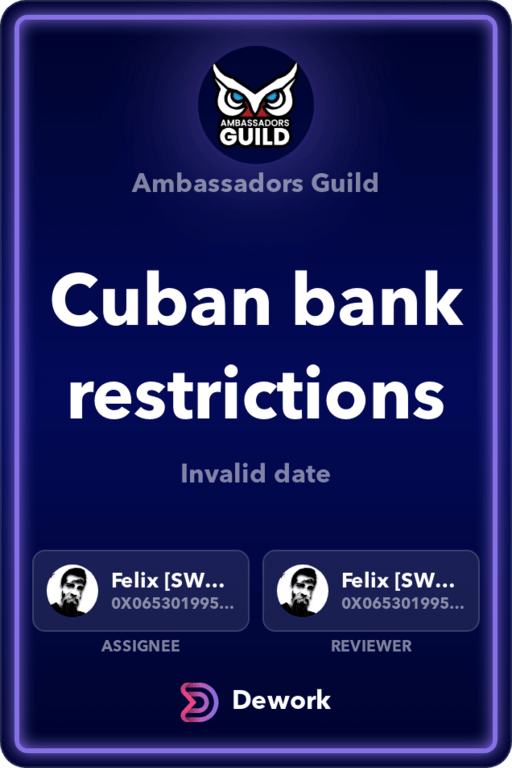 AMBASSADORS
GUILD
Ambassadors Guild
Cuban bank
restrictions
Invalid date
Felix [SW...
0X065301995...
ASSIGNEE
Felix [SW...
0X065301995...
REVIEWER
Dework